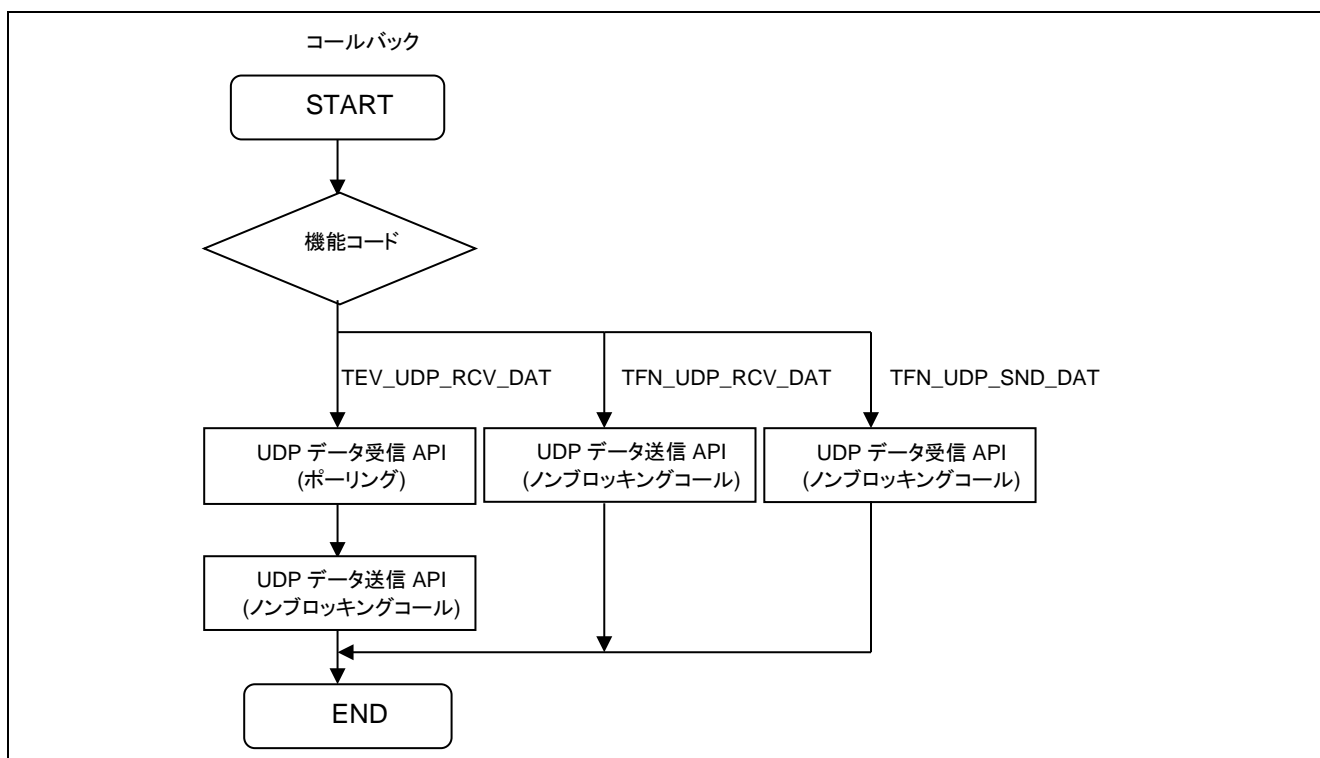 コールバック
START
機能コード
TEV_UDP_RCV_DAT
TFN_UDP_RCV_DAT
TFN_UDP_SND_DAT
UDP データ受信 API
(ポーリング)
UDP データ送信 API
(ノンブロッキングコール)
UDP データ受信 API
(ノンブロッキングコール)
UDP データ送信 API
(ノンブロッキングコール)
END